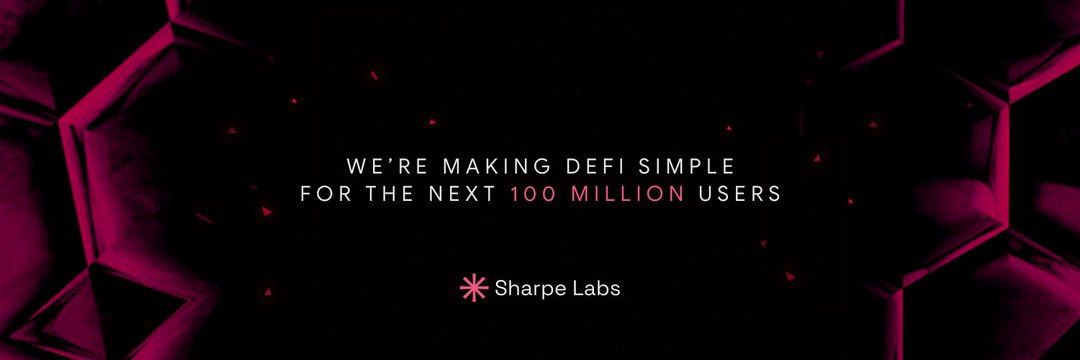 WE’RE MAKING DEFI SIMPLE
FOR THE NEXT 100 MILLION USERS
Sharpe Labs